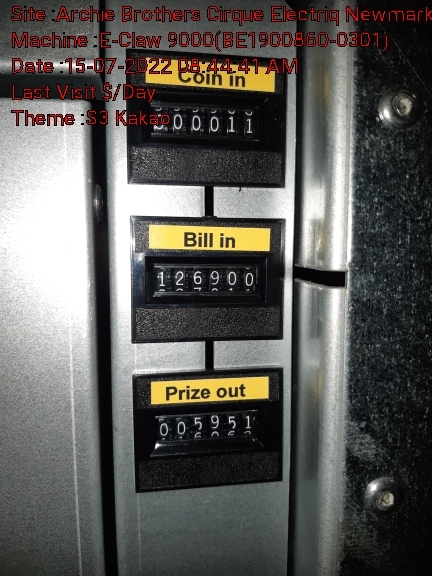 Site :Archie Brothers Cirque Electriq Newmark
Machine :E-Claw 9000(BE1900860-0301)
Date :15-07-2022 08:44:41 AM
Last Visit $/Day
Theme :S3 Kakao
Coin in
000011
Bill in
126900
Prize out
005951